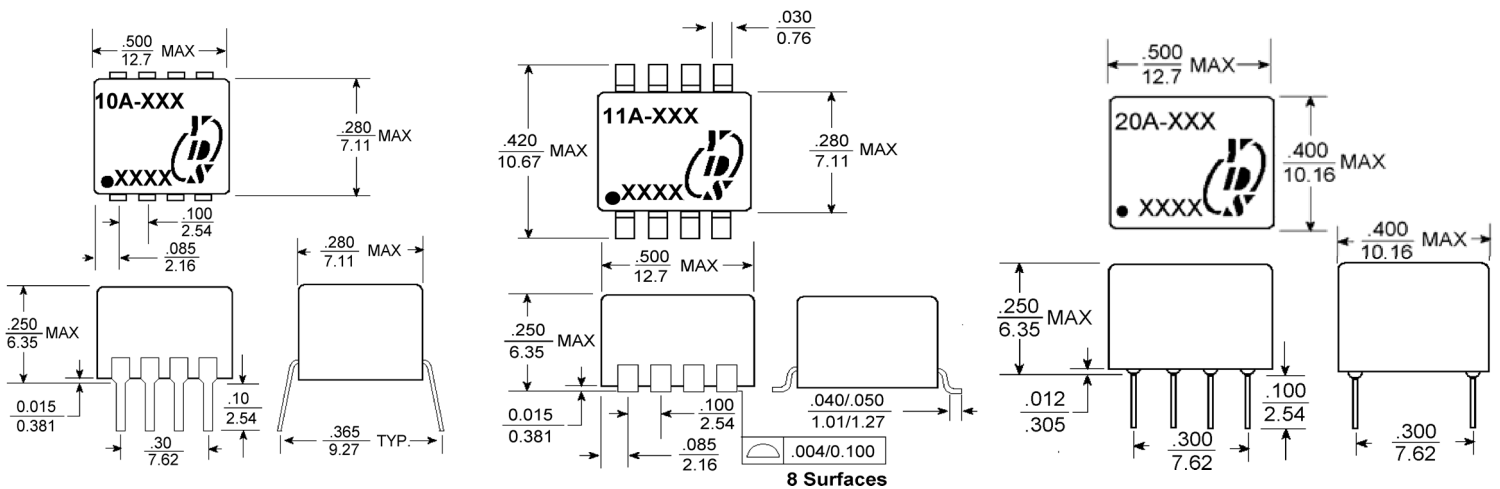 .500 MAX
12.7
10A-XXX
XXXX
.280 MAX
7.11
.100
2.54
.085
2.16
.280 MAX
7.11
.250 MAX
6.35
0.015
0.381
.10
2.54
.30
7.62
.365 TYP.
9.27
.030
0.76
11A-XXX
XXXX
.420 MAX
10.67
.280 MAX
7.11
.500 MAX
12.7
.250 MAX
6.35
0.015
0.381
.100
2.54
.085
2.16
.040/.050
1.01/1.27
.004/0.100
8 Surfaces
.500 MAX
12.7
20A-XXX
XXXX
.400 MAX
10.16
.400 MAX
10.16
.250 MAX
6.35
.012
.305
.100
2.54
.300
7.62
.300
7.62